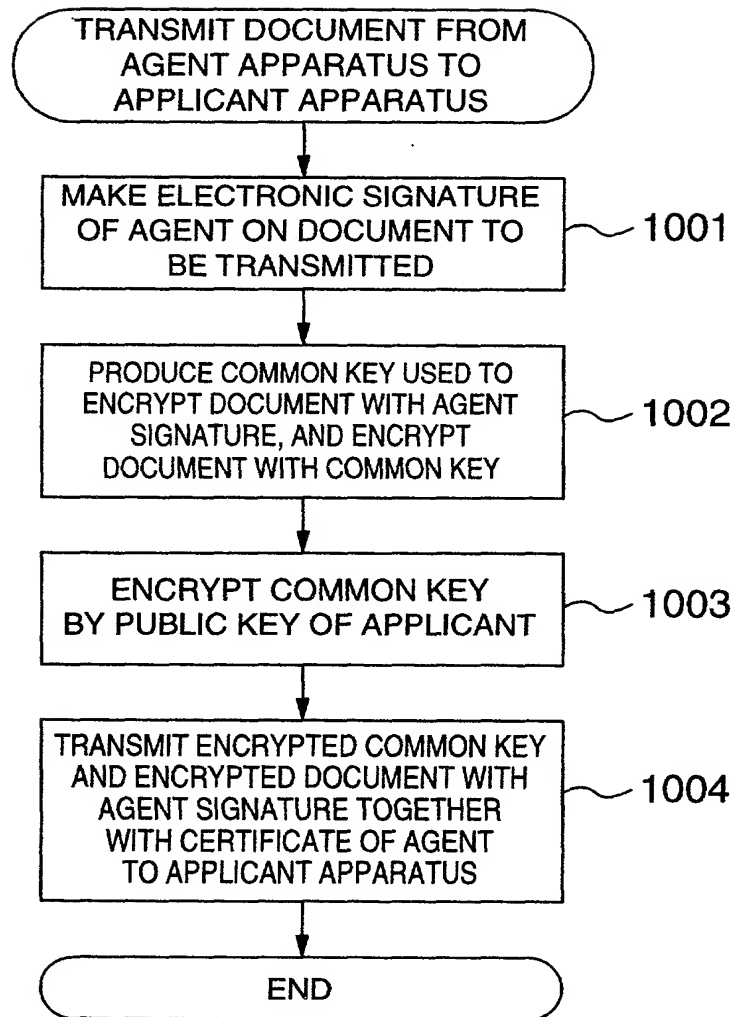 TRANSMIT DOCUMENT FROM
AGENT APPARATUS TO
APPLICANT APPARATUS
MAKE ELECTRONIC SIGNATURE
OF AGENT ON DOCUMENT TO
BE TRANSMITTED
1001
PRODUCE COMMON KEY USED TO
ENCRYPT DOCUMENT WITH AGENT
SIGNATURE, AND ENCRYPT
DOCUMENT WITH COMMON KEY
1002
ENCRYPT COMMON KEY
BY PUBLIC KEY OF APPLICANT
1003
TRANSMIT ENCRYPTED COMMON KEY
AND ENCRYPTED DOCUMENT WITH
AGENT SIGNATURE TOGETHER
WITH CERTIFICATE OF AGENT
TO APPLICANT APPARATUS
1004
END